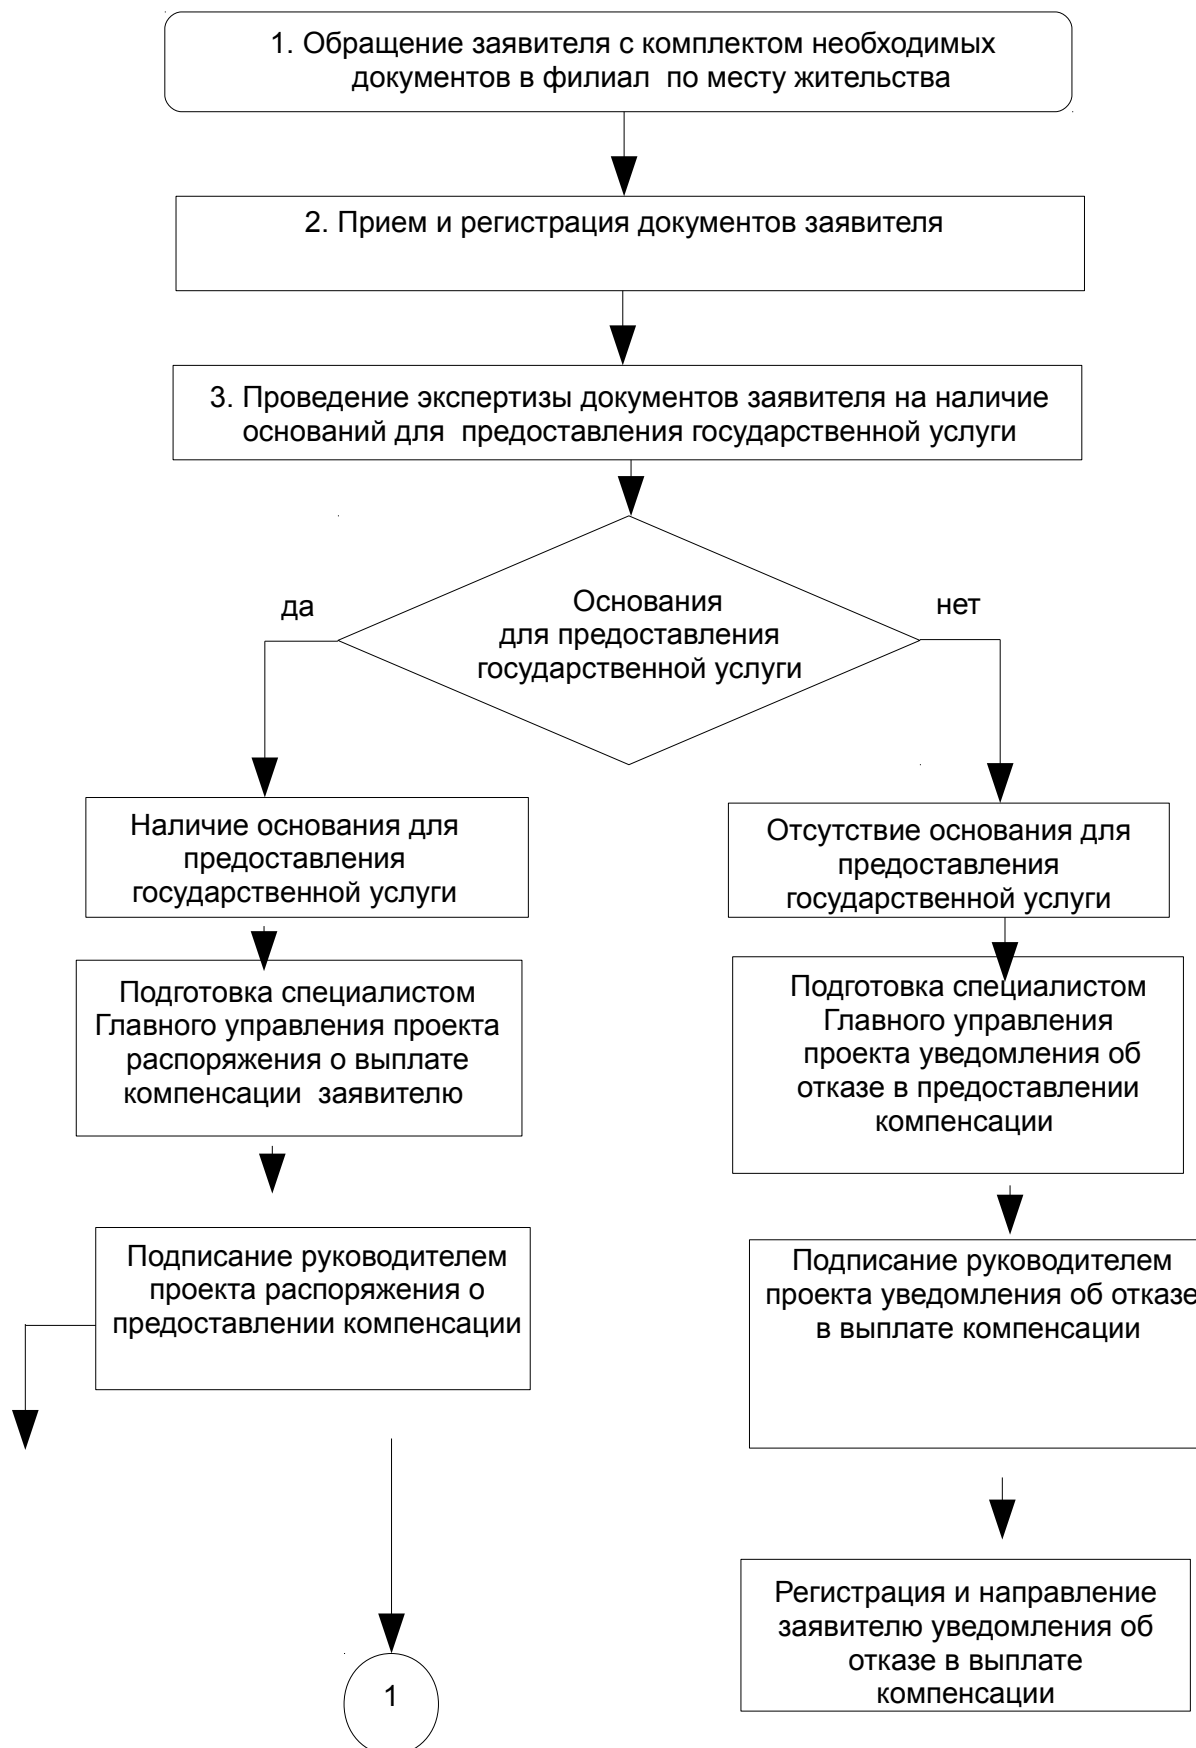 1. Обращение заявителя с комплектом необходимых
документов в филиал по месту жительства
2. Прием и регистрация документов заявителя
3. Проведение экспертизы документов заявителя на наличие
оснований для предоставления государственной услуги
да
Основания
для предоставления
государственной услуги
нет
Наличие основания для
предоставления
государственной услуги
Отсутствие основания для
предоставления
государственной услуги
Подготовка специалистом
Главного управления проекта
распоряжения о выплате
компенсации заявителю
Подготовка специалистом
Главного управления
проекта уведомления об
отказе в предоставлении
компенсации
Подписание руководителем
проекта распоряжения о
предоставлении компенсации
Подписание руководителем
проекта уведомления об отказе
в выплате компенсации
1
Регистрация и направление
заявителю уведомления об
отказе в выплате
компенсации